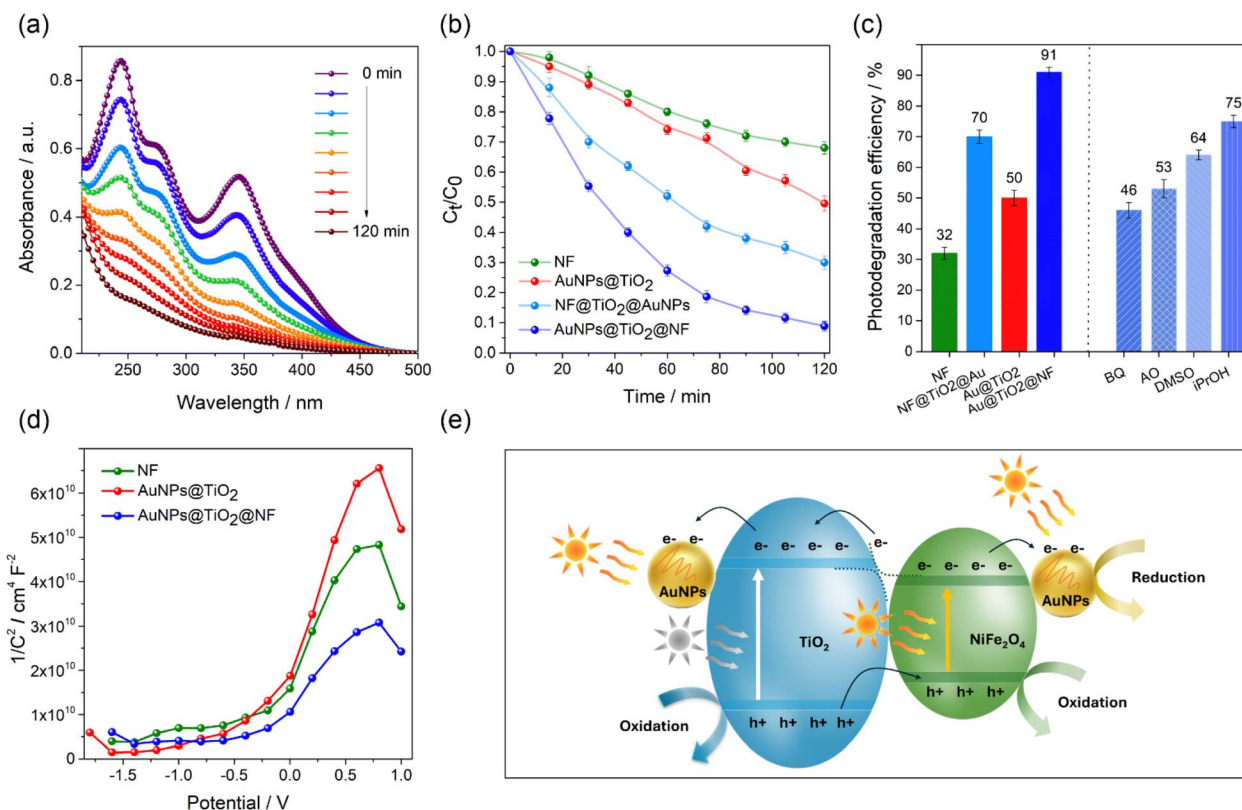 (a)
0.8
0.6
0.4
0.2
0.0
Absorbance / a.u.
0 min
120 min
250 300 350 400 450 500
Wavelength / nm
(b)
1.0
0.9
0.8
0.7
0.6
0.5
0.4
0.3
0.2
0.1
0.0
Cₜ/C₀
NF
AuNPs@TiO₂
NF@TiO₂@AuNPs
AuNPs@TiO₂@NF
0 20 40 60 80 100 120
Time / min
(c)
90
80
70
60
50
40
30
20
10
0
Photodegradation efficiency / %
32
70
50
91
46
53
64
75
NF
NF@TiO2@Au
Au@TiO2
Au@TiO2@NF
BQ
AO
DMSO
iPrOH
(d)
6x10¹⁰
5x10¹⁰
4x10¹⁰
3x10¹⁰
2x10¹⁰
1x10¹⁰
0
1/C² / cm⁴ F⁻²
NF
AuNPs@TiO₂
AuNPs@TiO₂@NF
-1.5 -1.0 -0.5 0.0 0.5 1.0
Potential / V
(e)
e- e-
AuNPs
e- e- e- e-
e-
TiO₂
h+ h+ h+ h+
Oxidation
e- e- e- e-
NiFe₂O₄
h+ h+ h+
e- e-
AuNPs
Reduction
Oxidation